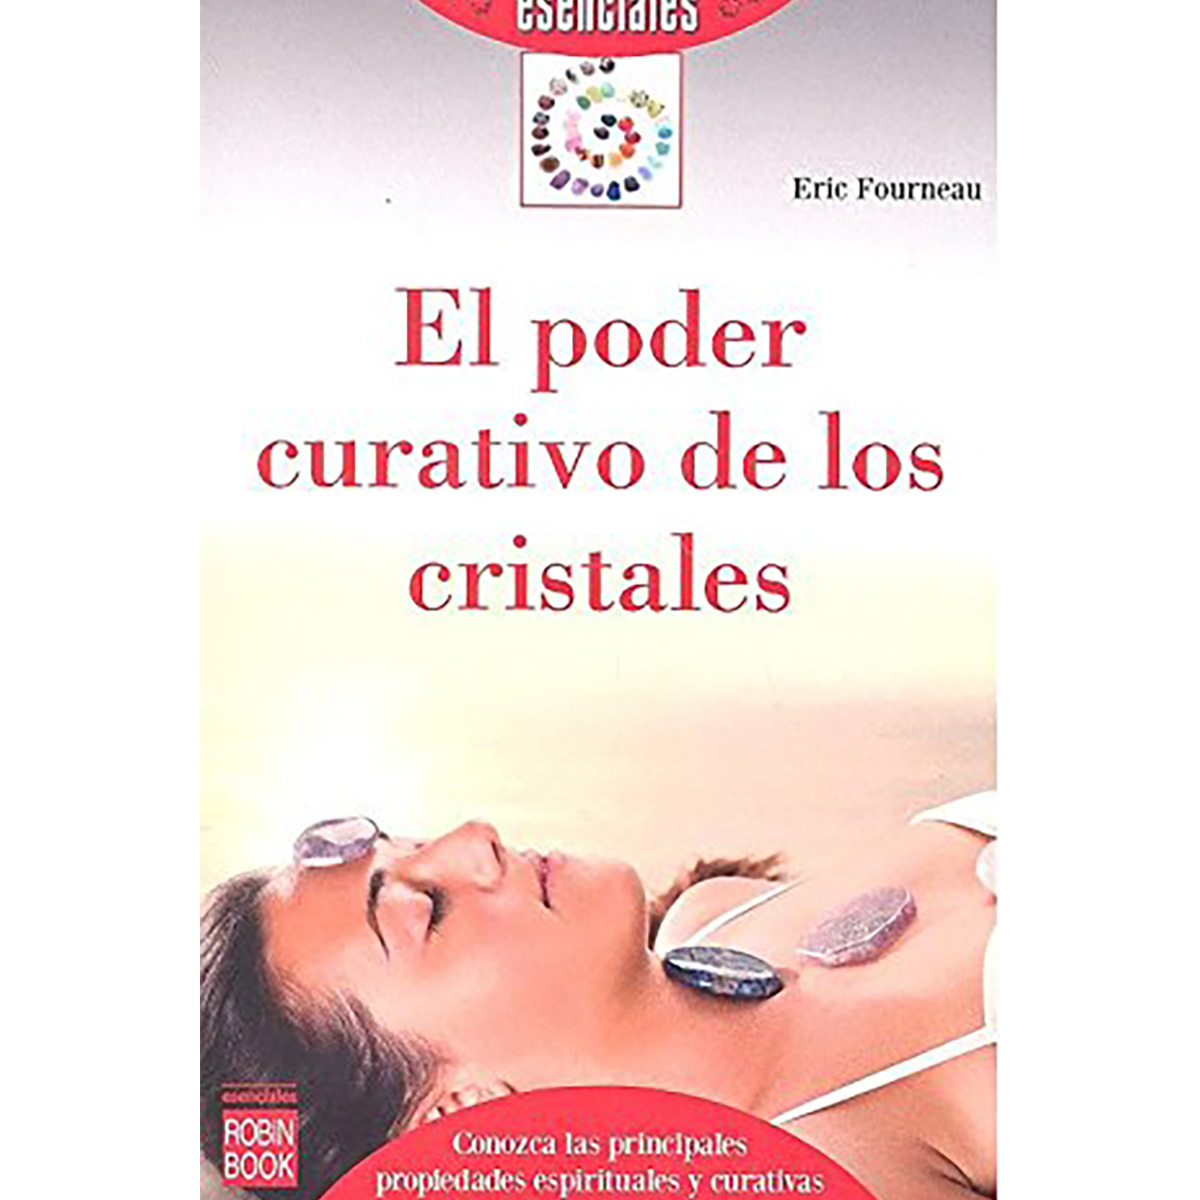 esenciales
Eric Fourneau
El poder
curativo de los
cristales
esenciales
ROBIN
BOOK
Conozca las principales
propiedades espirituales y curativas